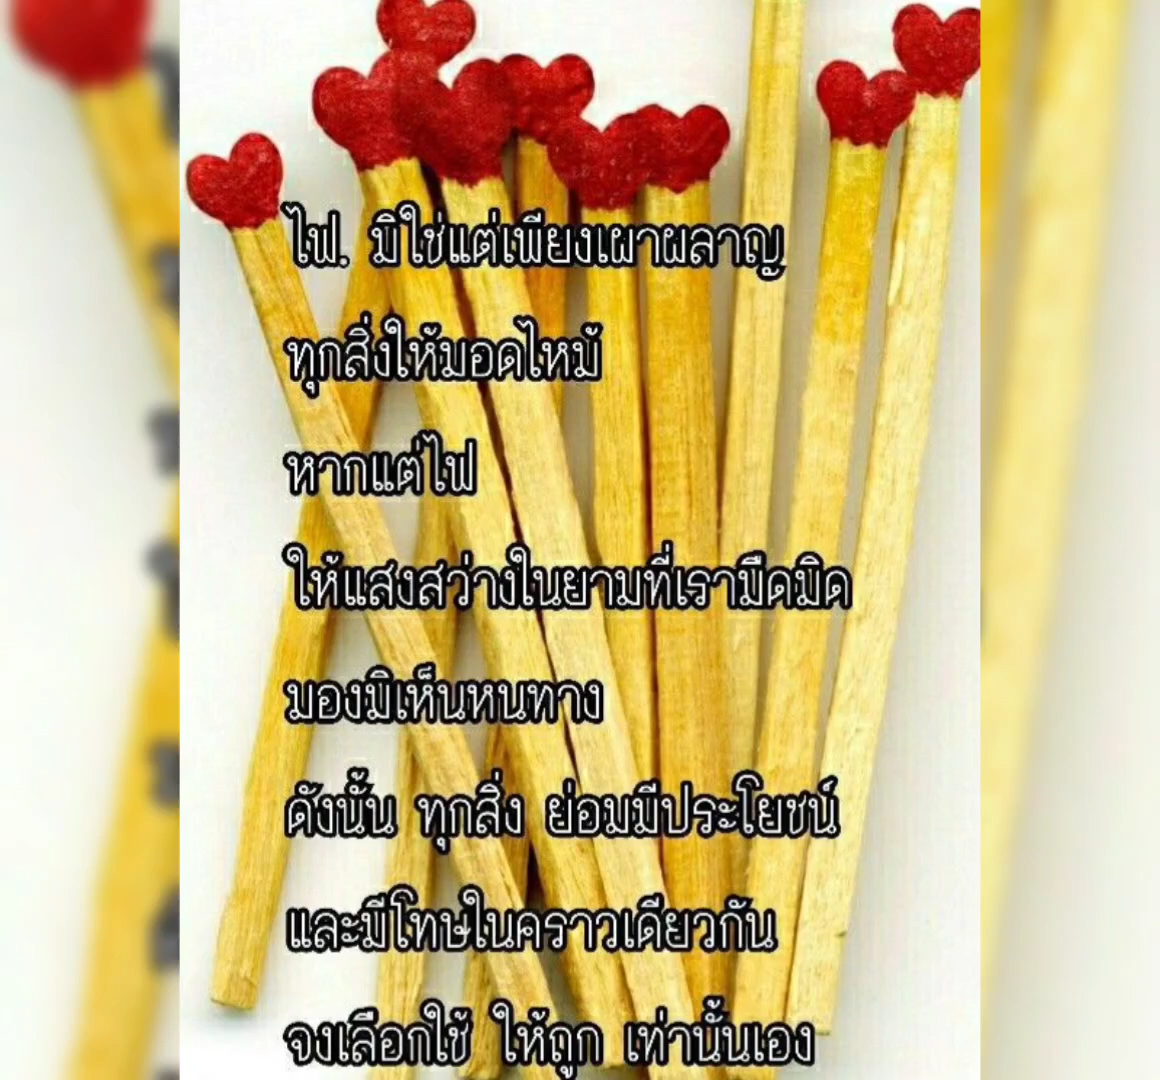 ไฟ. มิใช่แต่เพียงเผาผลาญ
ทุกสิ่งให้มอดไหม้
หากแต่ไฟ
ให้แสงสว่างในยามที่เรามืดมิด
มองมิเห็นหนทาง
ดังนั้น ทุกสิ่ง ย่อมมีประโยชน์
และมีโทษในคราวเดียวกัน
จงเลือกใช้ ให้ถูก เท่านั้นเอง